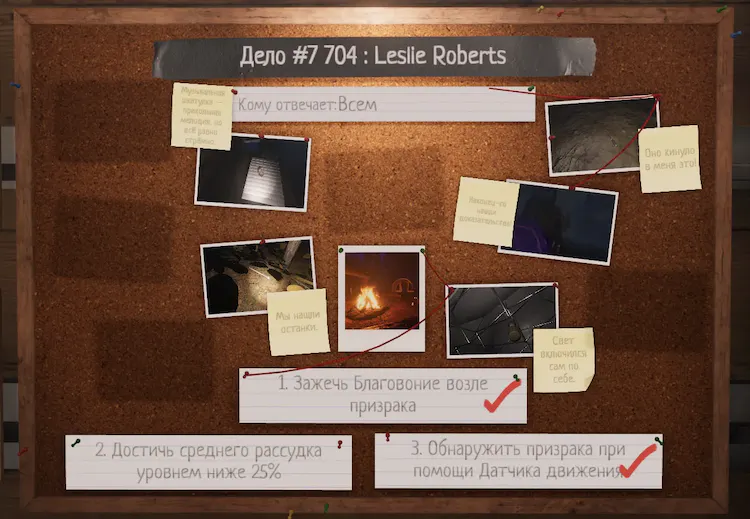 Дело #7 704 : Leslie Roberts
Музыкальная
шкатулка —
Кому отвечает:Всем
Оно кинуло
в меня это!
Мы нашли
останки.
Свет
включился
сам по
себе.
1. Зажечь Благовоние возле
призрака
2. Достичь среднего рассудка
уровнем ниже 25%
3. Обнаружить призрака при
помощи Датчика движения